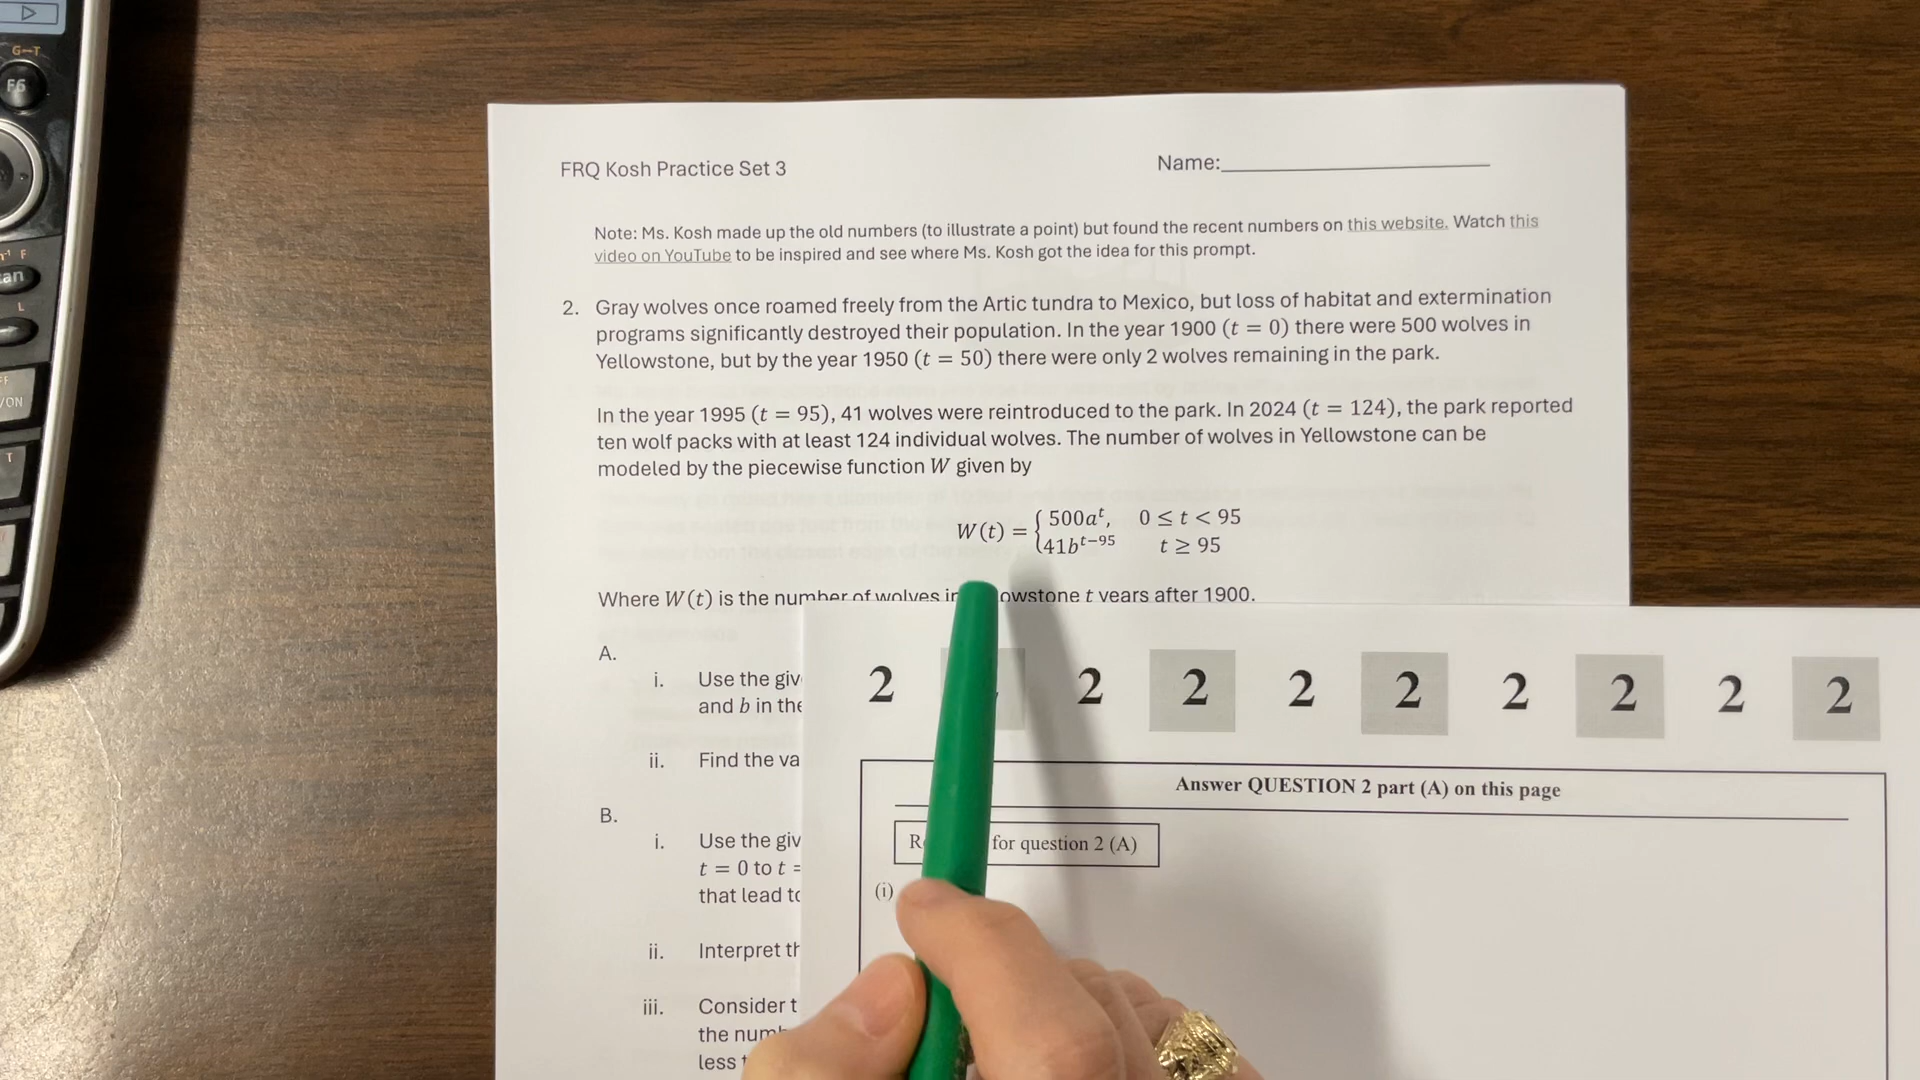 G↔T
F6
FRQ Kosh Practice Set 3
Name:
Note: Ms. Kosh made up the old numbers (to illustrate a point) but found the recent numbers on this website. Watch this
video on YouTube to be inspired and see where Ms. Kosh got the idea for this prompt.
2. Gray wolves once roamed freely from the Artic tundra to Mexico, but loss of habitat and extermination
programs significantly destroyed their population. In the year 1900 (t = 0) there were 500 wolves in
Yellowstone, but by the year 1950 (t = 50) there were only 2 wolves remaining in the park.
In the year 1995 (t = 95), 41 wolves were reintroduced to the park. In 2024 (t = 124), the park reported
ten wolf packs with at least 124 individual wolves. The number of wolves in Yellowstone can be
modeled by the piecewise function W given by
W(t) = { 500a^t, 0 ≤ t < 95
41b^{t−95} t ≥ 95
Where W(t) is the number of wolves owstone t years after 1900.
A.
i. Use the giv
and b in the
ii. Find the va
B.
i. Use the giv
t = 0 to t =
that lead to
ii. Interpret th
iii. Consider t
the num
less t
2 2 2 2 2 2 2 2 2
Answer QUESTION 2 part (A) on this page
R for question 2 (A)
(i)